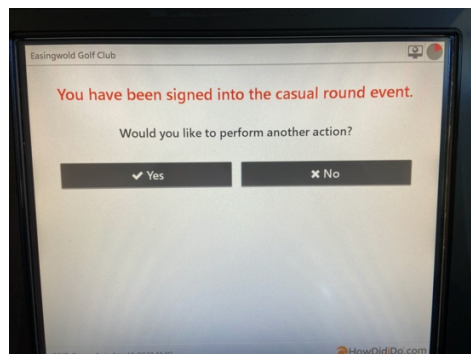 Easingwold Golf Club
You have been signed into the casual round event.
Would you like to perform another action?
✔ Yes
✖ No
HowDidiDo.com